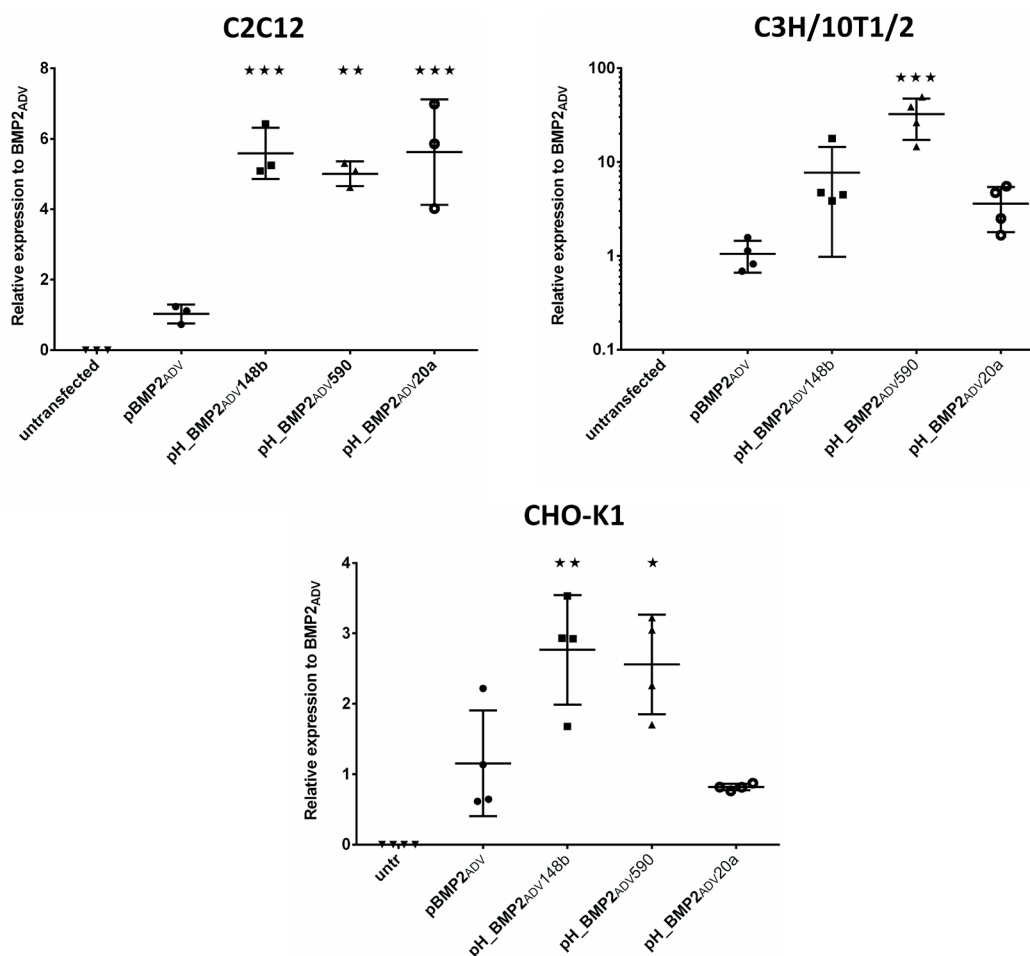 C2C12
Relative expression to BMP2ADV
8
6
4
2
0
★★★
★★
★★★
untransfected
pBMP2ADV
pH_BMP2ADV148b
pH_BMP2ADV590
pH_BMP2ADV20a
C3H/10T1/2
Relative expression to BMP2ADV
100
10
1
0.1
★★★
untransfected
pBMP2ADV
pH_BMP2ADV148b
pH_BMP2ADV590
pH_BMP2ADV20a
CHO-K1
Relative expression to BMP2ADV
4
3
2
1
0
★★
★
untr
pBMP2ADV
pH_BMP2ADV148b
pH_BMP2ADV590
pH_BMP2ADV20a